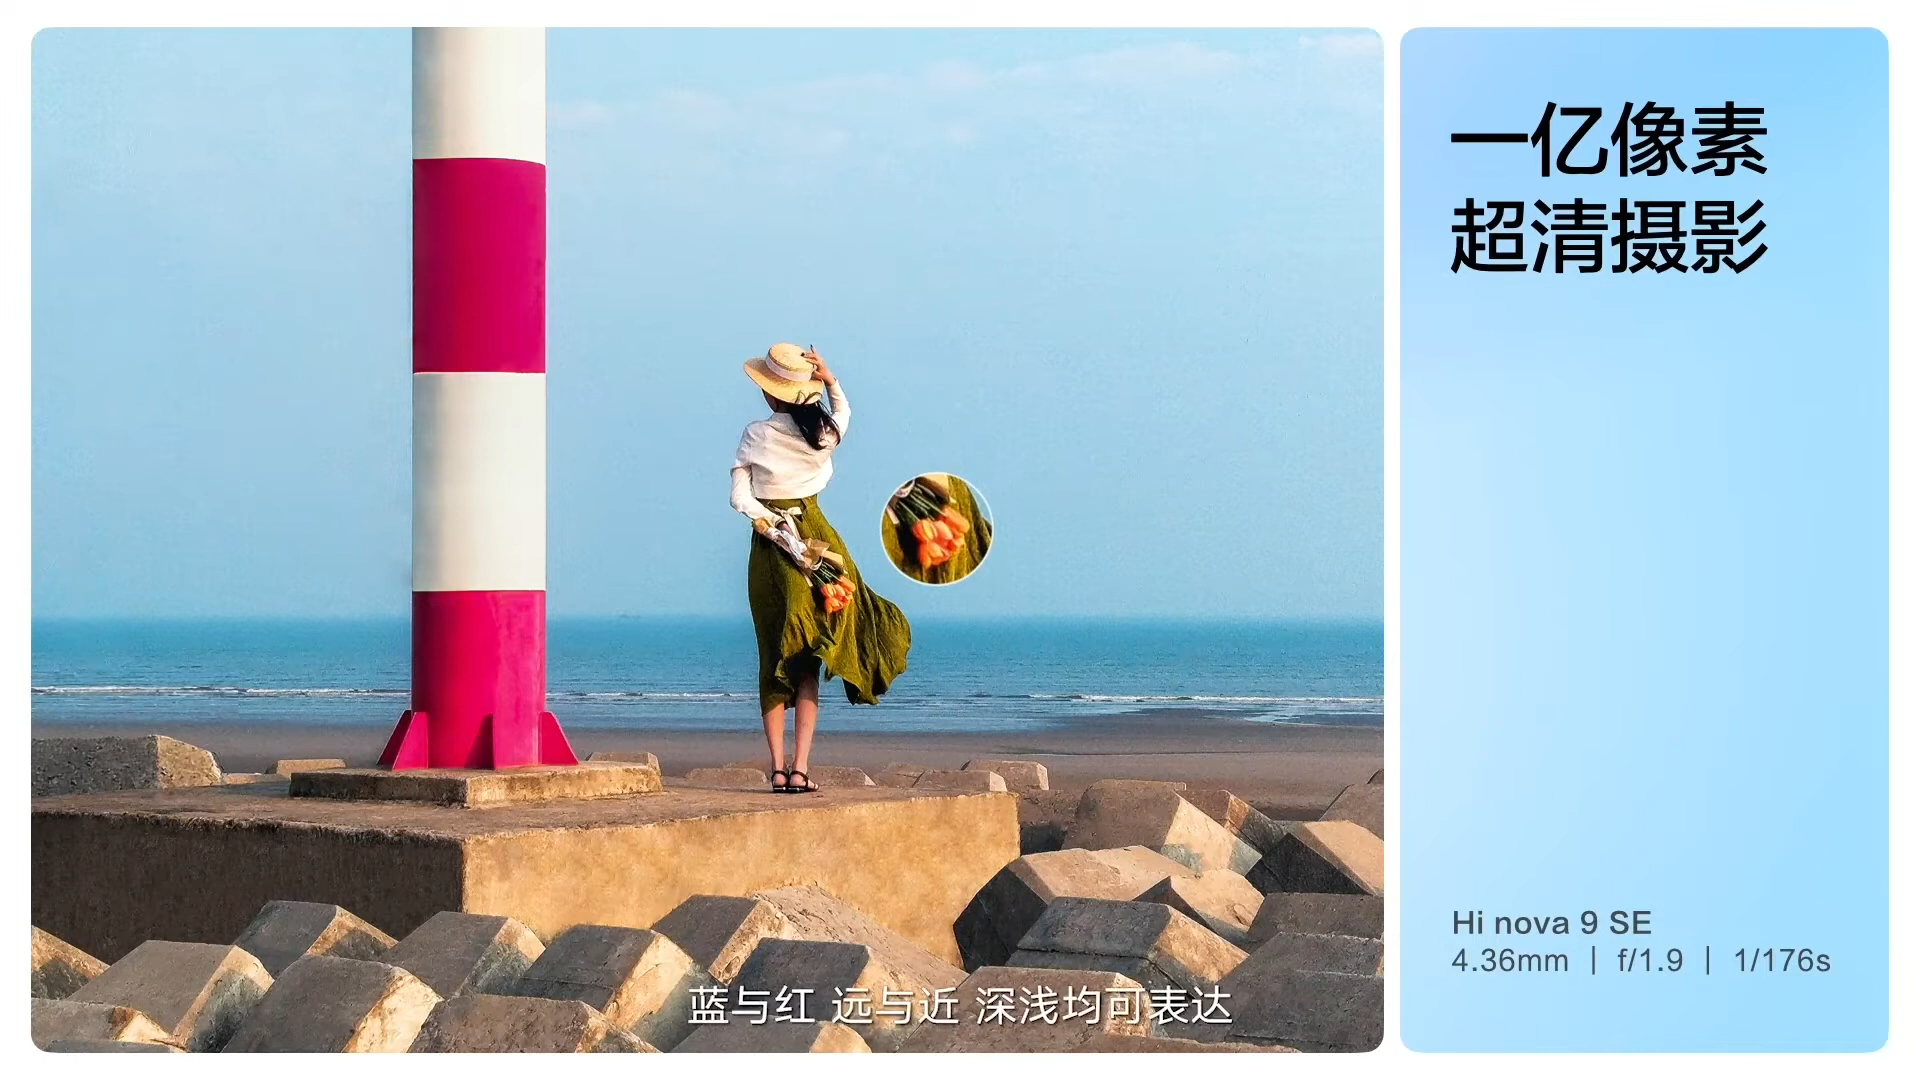 一亿像素
超清摄影
Hi nova 9 SE
4.36mm | f/1.9 | 1/176s
蓝与红 远与近 深浅均可表达